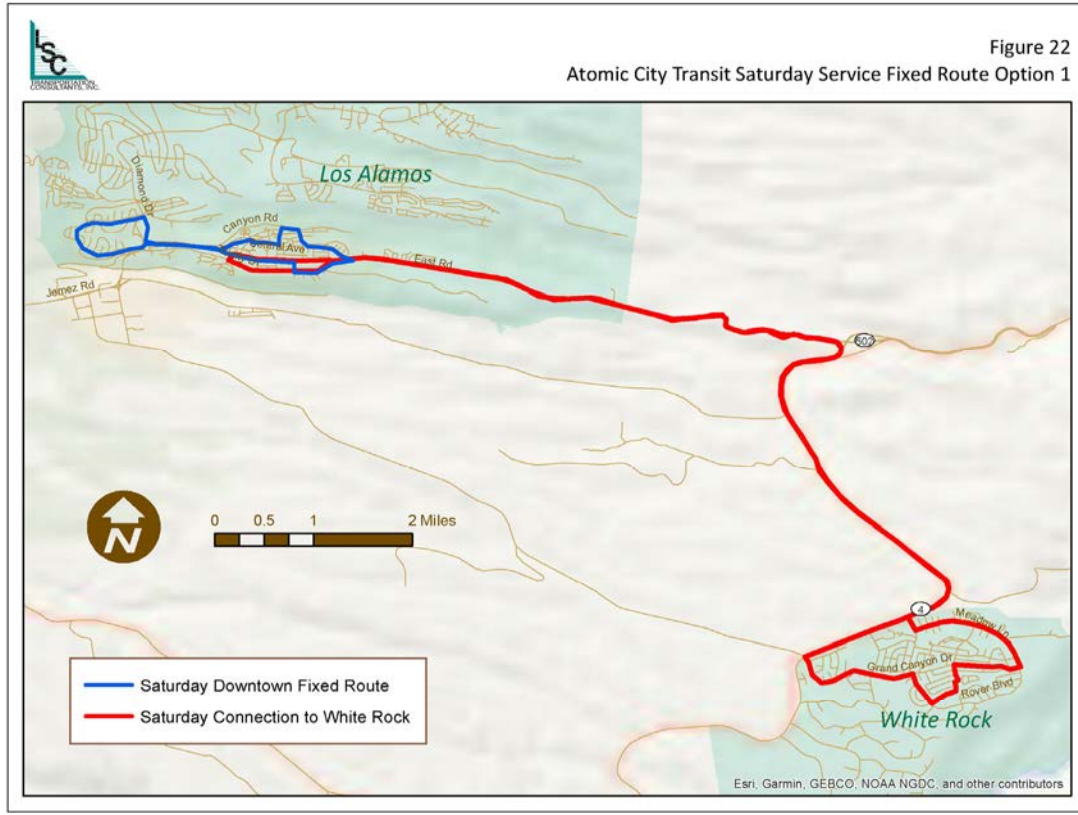 LSC
TRANSPORTATION
CONSULTANTS, INC.
Figure 22
Atomic City Transit Saturday Service Fixed Route Option 1
Los Alamos
Diamond Dr
Canyon Rd
Central Ave
East Rd
Jemez Rd
502
N
0 0.5 1 2 Miles
4
Meadow Ln
Grand Canyon Dr
Rover Blvd
White Rock
Saturday Downtown Fixed Route
Saturday Connection to White Rock
Esri, Garmin, GEBCO, NOAA NGDC, and other contributors